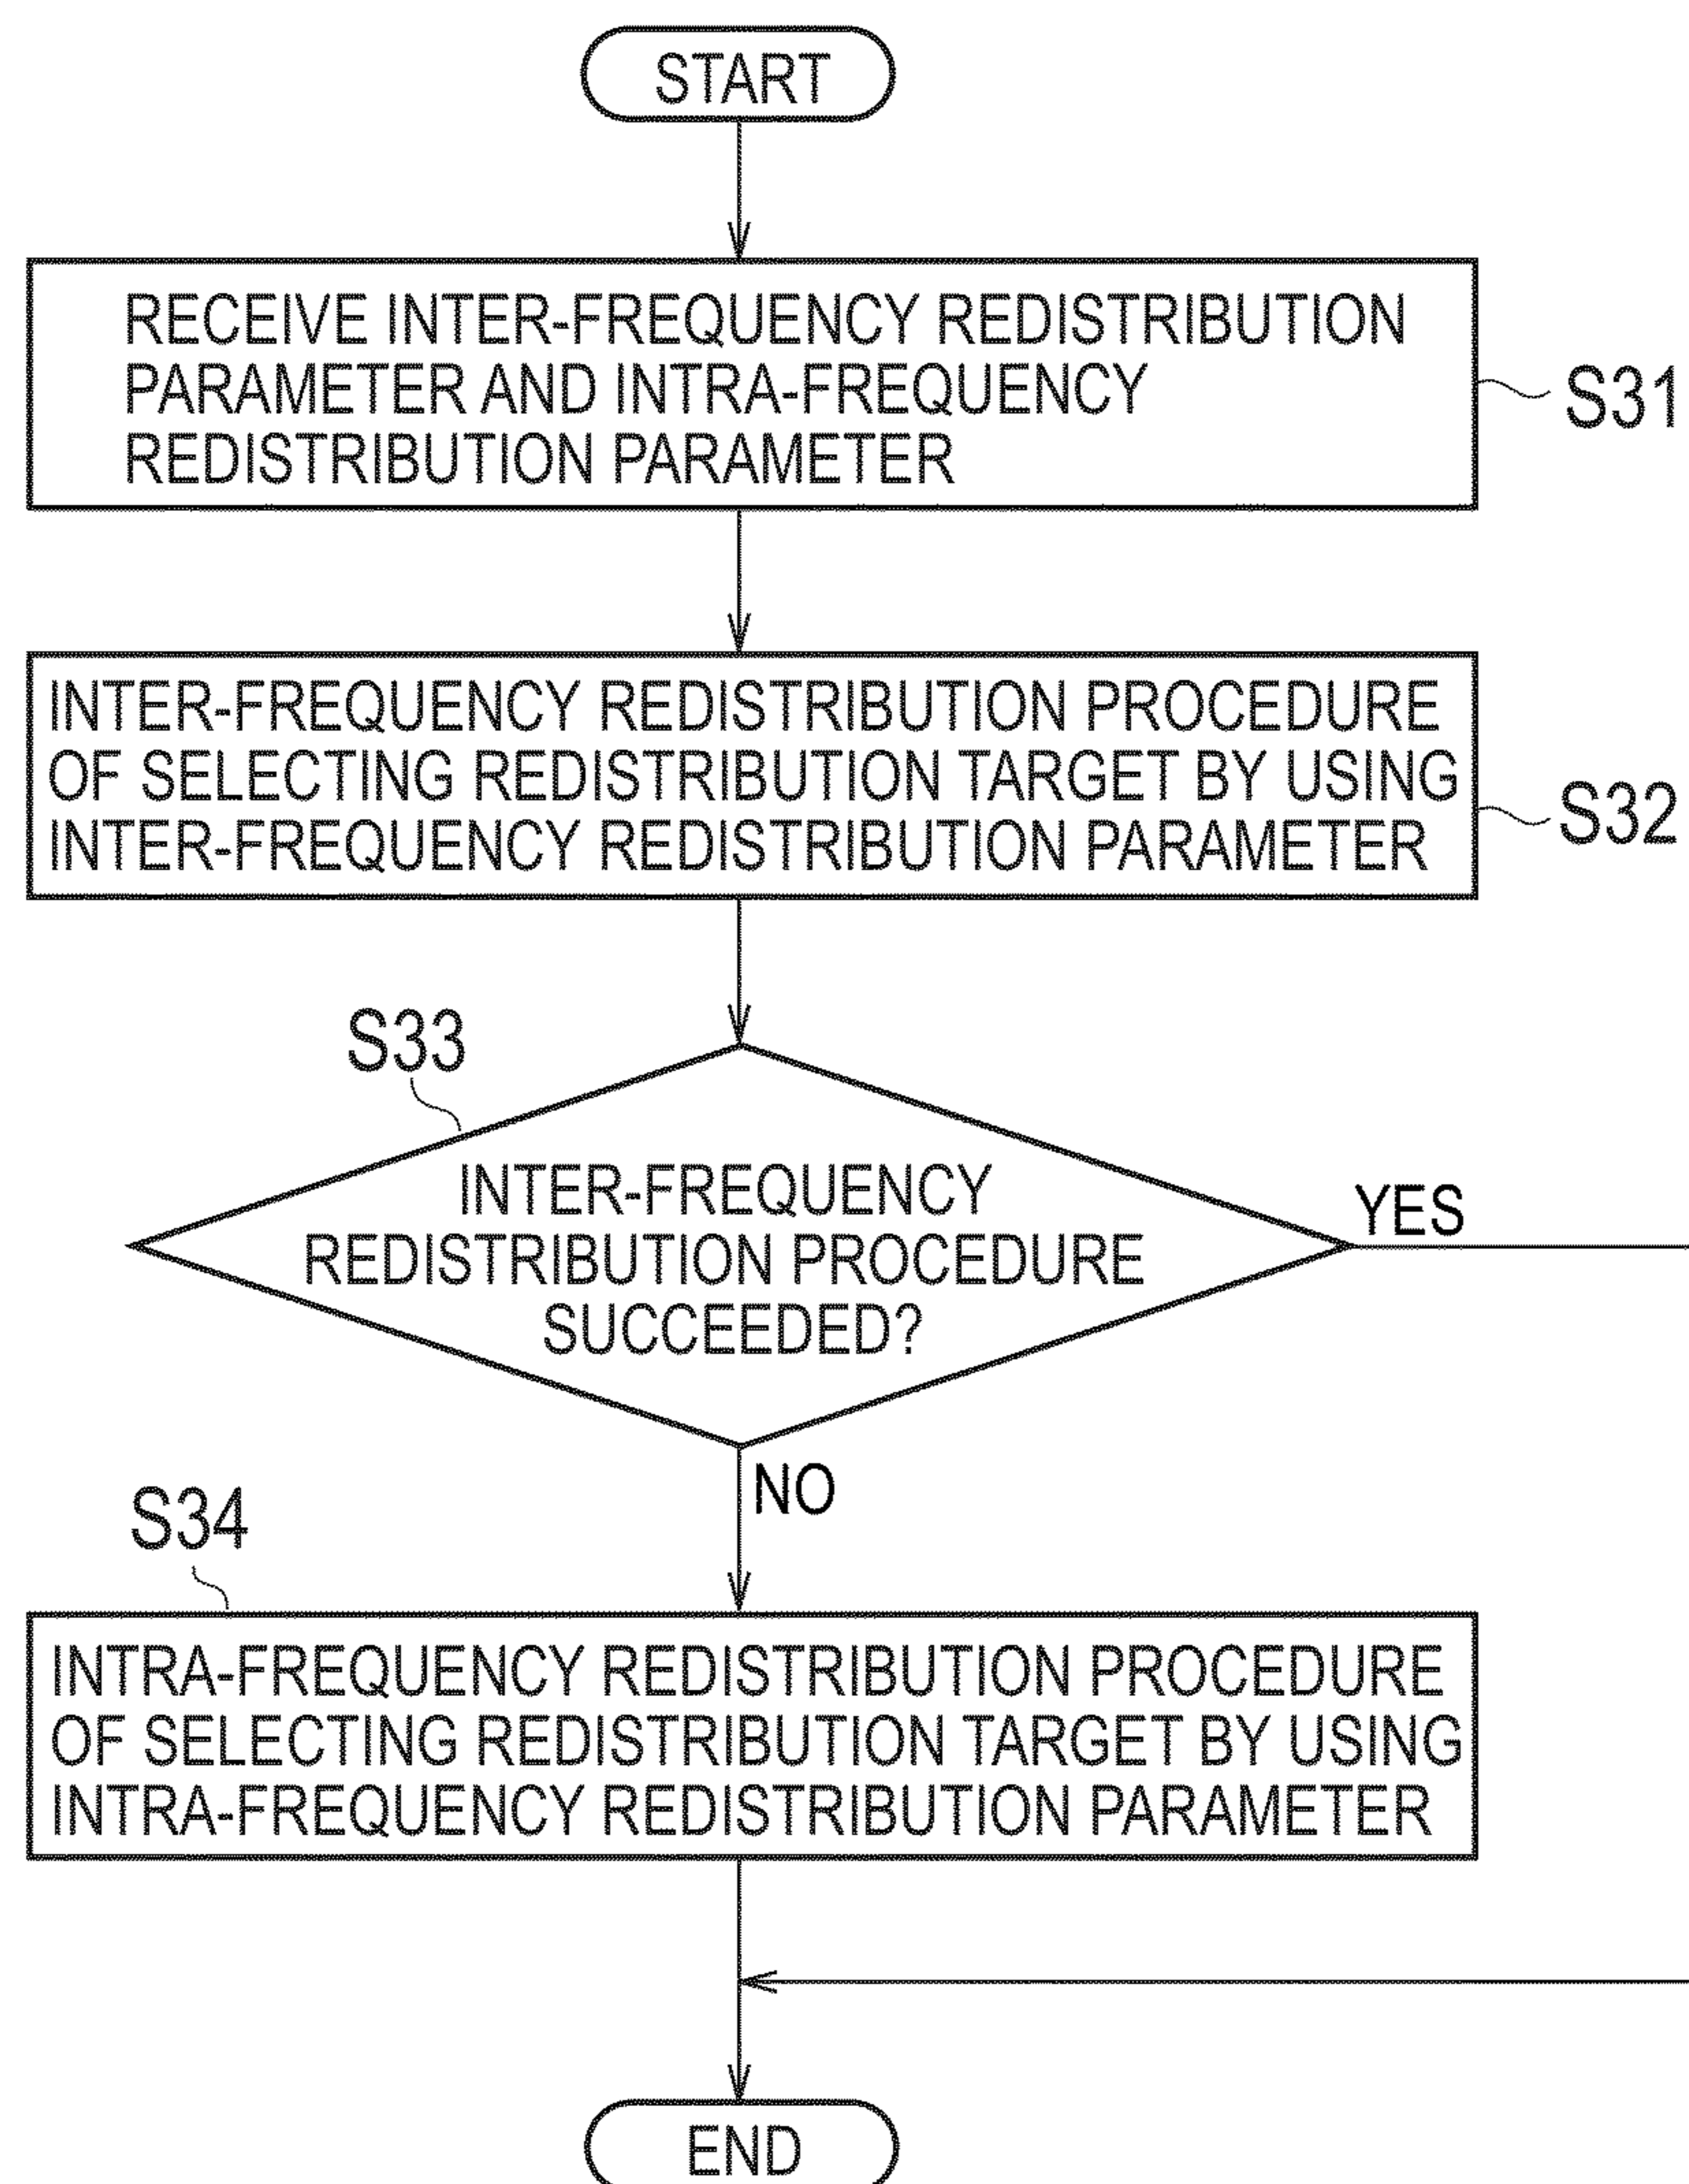 START
RECEIVE INTER-FREQUENCY REDISTRIBUTION
PARAMETER AND INTRA-FREQUENCY
REDISTRIBUTION PARAMETER
S31
INTER-FREQUENCY REDISTRIBUTION PROCEDURE
OF SELECTING REDISTRIBUTION TARGET BY USING
INTER-FREQUENCY REDISTRIBUTION PARAMETER
S32
S33
INTER-FREQUENCY
REDISTRIBUTION PROCEDURE
SUCCEEDED?
YES
NO
S34
INTRA-FREQUENCY REDISTRIBUTION PROCEDURE
OF SELECTING REDISTRIBUTION TARGET BY USING
INTRA-FREQUENCY REDISTRIBUTION PARAMETER
END